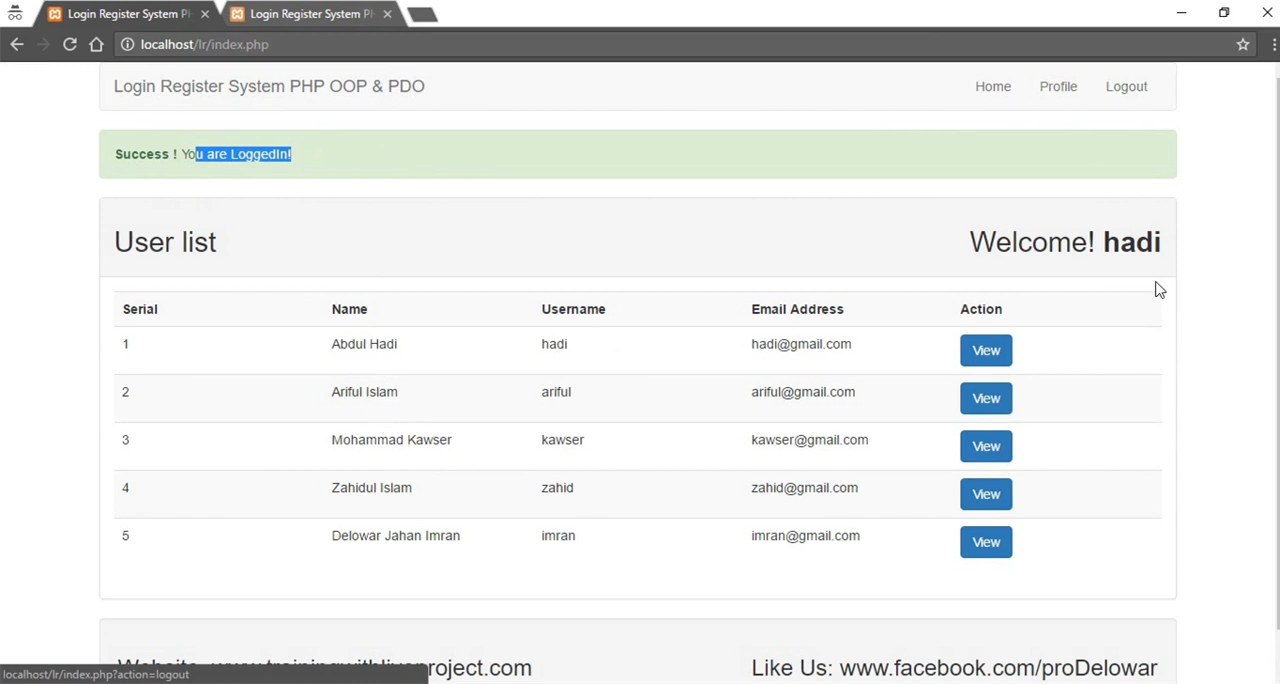 Login Register System P
Login Register System P
localhost/lr/index.php
Login Register System PHP OOP & PDO
Home Profile Logout
Success ! You are LoggedIn!
User list Welcome! hadi
Serial Name Username Email Address Action
1 Abdul Hadi hadi hadi@gmail.com View
2 Ariful Islam ariful ariful@gmail.com View
3 Mohammad Kawser kawser kawser@gmail.com View
4 Zahidul Islam zahid zahid@gmail.com View
5 Delowar Jahan Imran imran imran@gmail.com View
Website: www.trainingwithliveproject.com Like Us: www.facebook.com/proDelowar
localhost/lr/index.php?action=logout